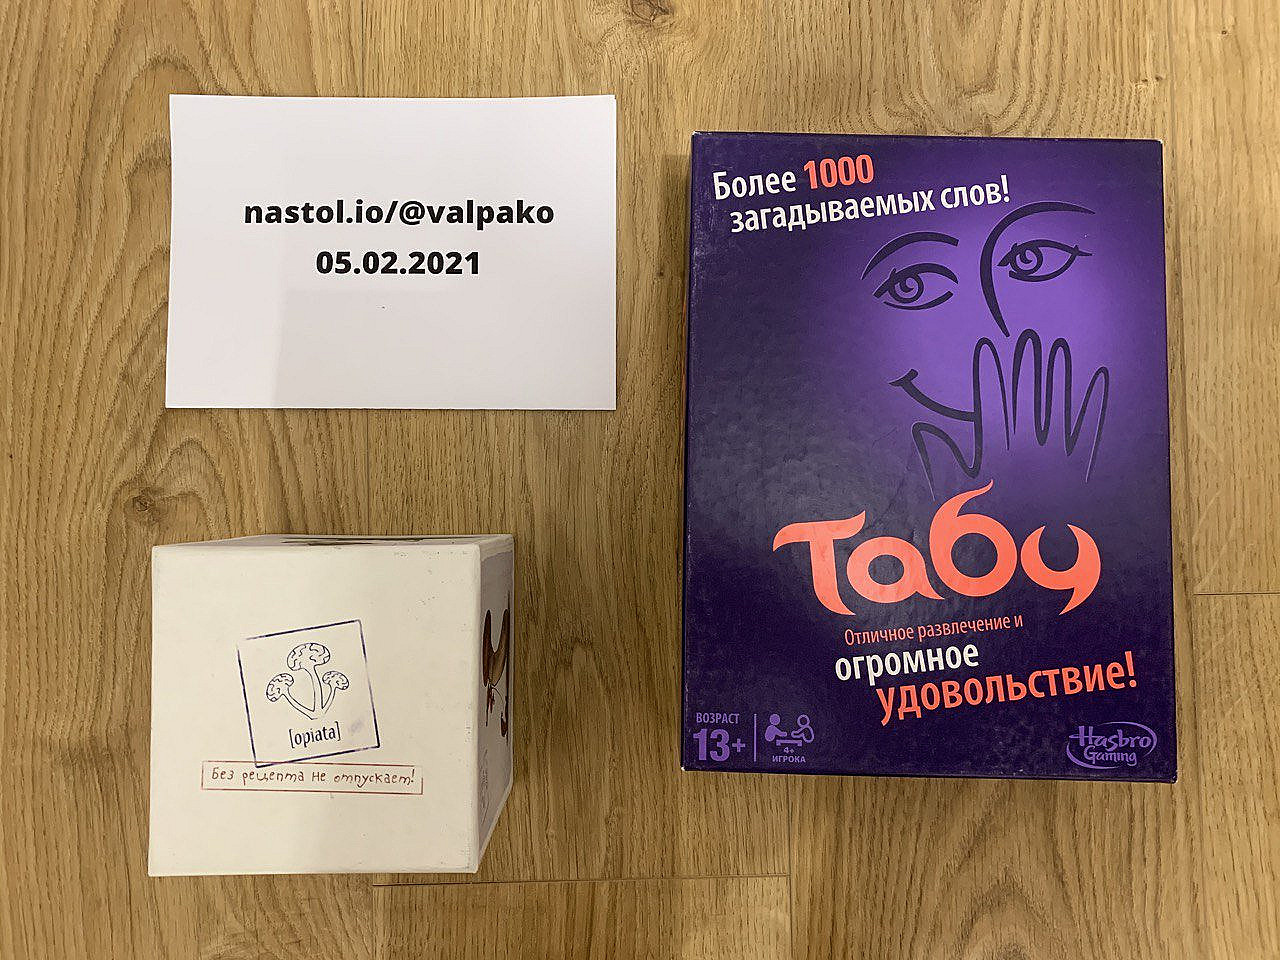 nastol.io/@valpako
05.02.2021
Более 1000
загадываемых слов!
Табу
Отличное развлечение и
огромное
удовольствие!
ВОЗРАСТ
13+
4+
ИГРОКА
Hasbro
Gaming
[opiata]
Без рецепта не отпускает!